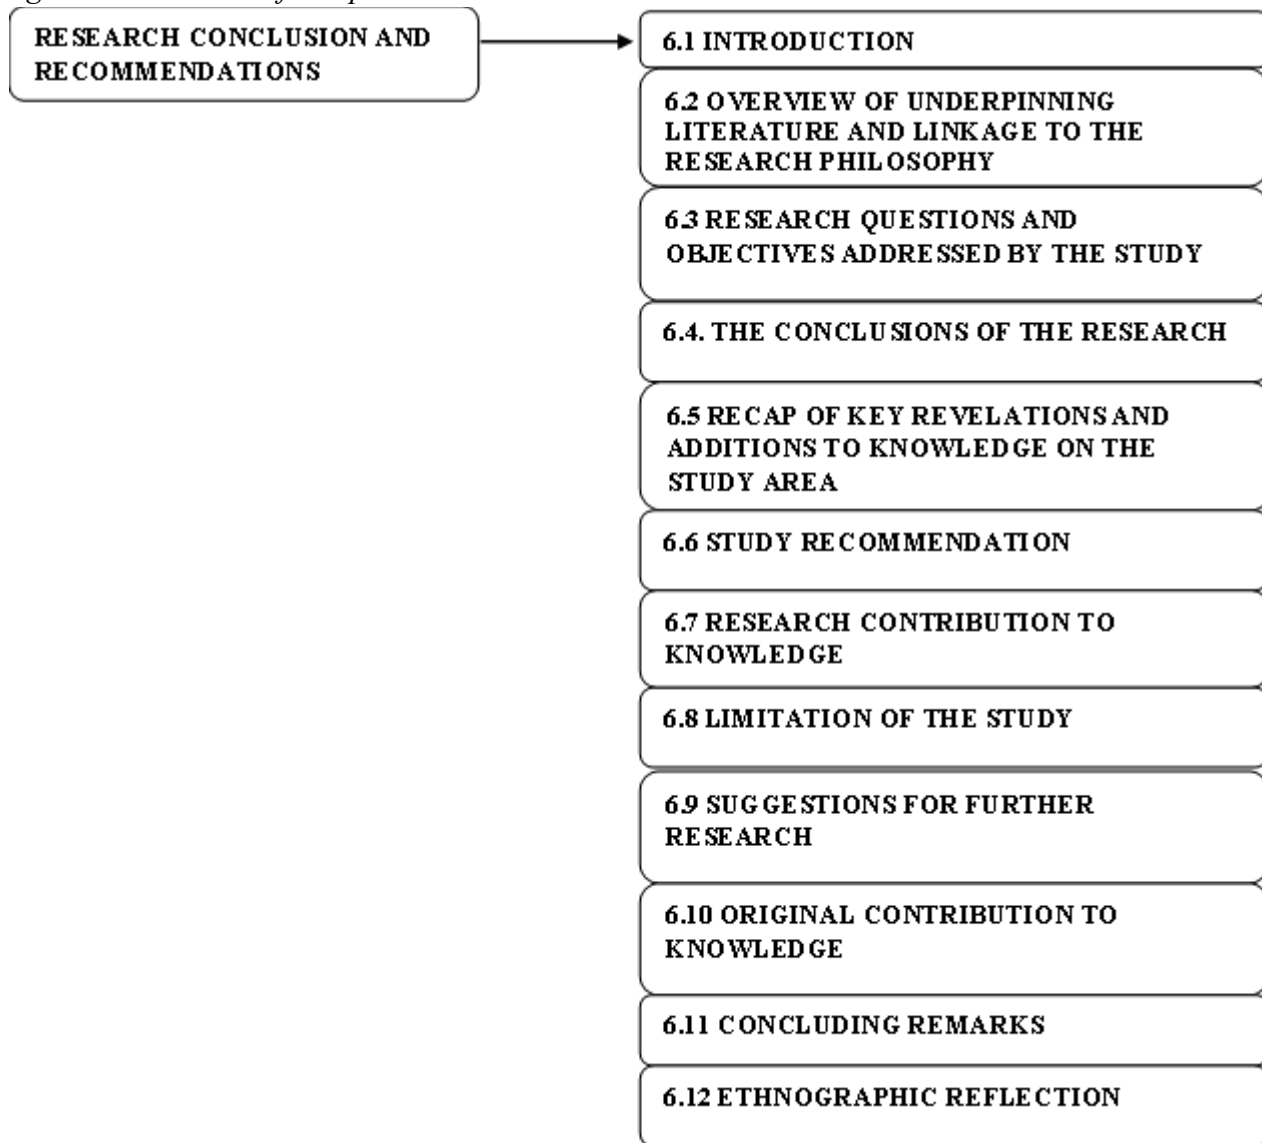 RESEARCH CONCLUSION AND
RECOMMENDATIONS
6.1 INTRODUCTION
6.2 OVERVIEW OF UNDERPINNING
LITERATURE AND LINKAGE TO THE
RESEARCH PHILOSOPHY
6.3 RESEARCH QUESTIONS AND
OBJECTIVES ADDRESSED BY THE STUDY
6.4. THE CONCLUSIONS OF THE RESEARCH
6.5 RECAP OF KEY REVELATIONS AND
ADDITIONS TO KNOWLEDGE ON THE
STUDY AREA
6.6 STUDY RECOMMENDATION
6.7 RESEARCH CONTRIBUTION TO
KNOWLEDGE
6.8 LIMITATION OF THE STUDY
6.9 SUGGESTIONS FOR FURTHER
RESEARCH
6.10 ORIGINAL CONTRIBUTION TO
KNOWLEDGE
6.11 CONCLUDING REMARKS
6.12 ETHNOGRAPHIC REFLECTION